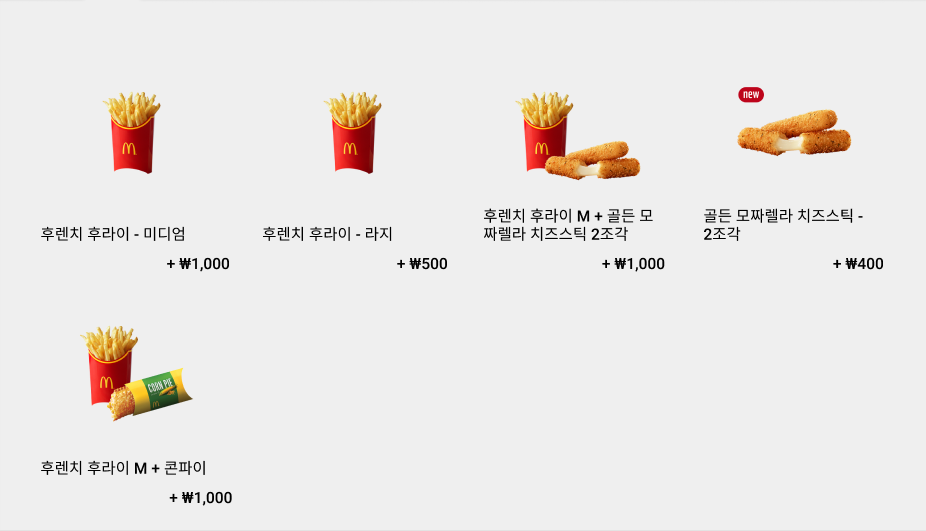 new
후렌치 후라이 - 미디엄
+ ₩1,000
후렌치 후라이 - 라지
+ ₩500
후렌치 후라이 M + 골든 모
짜렐라 치즈스틱 2조각
+ ₩1,000
골든 모짜렐라 치즈스틱 -
2조각
+ ₩400
CORN PIE
후렌치 후라이 M + 콘파이
+ ₩1,000